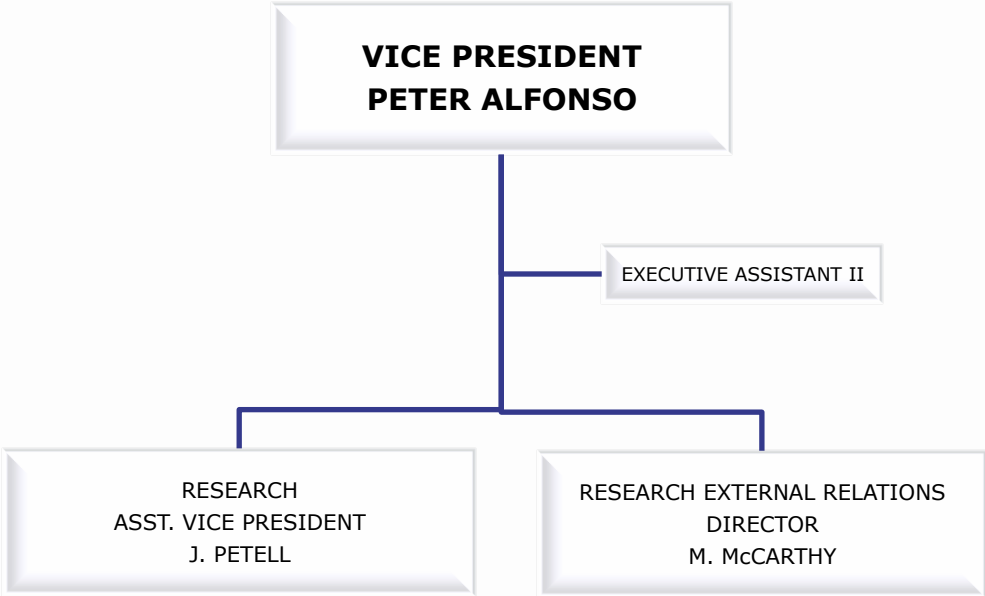 VICE PRESIDENT
PETER ALFONSO
EXECUTIVE ASSISTANT II
RESEARCH
ASST. VICE PRESIDENT
J. PETELL
RESEARCH EXTERNAL RELATIONS
DIRECTOR
M. McCARTHY